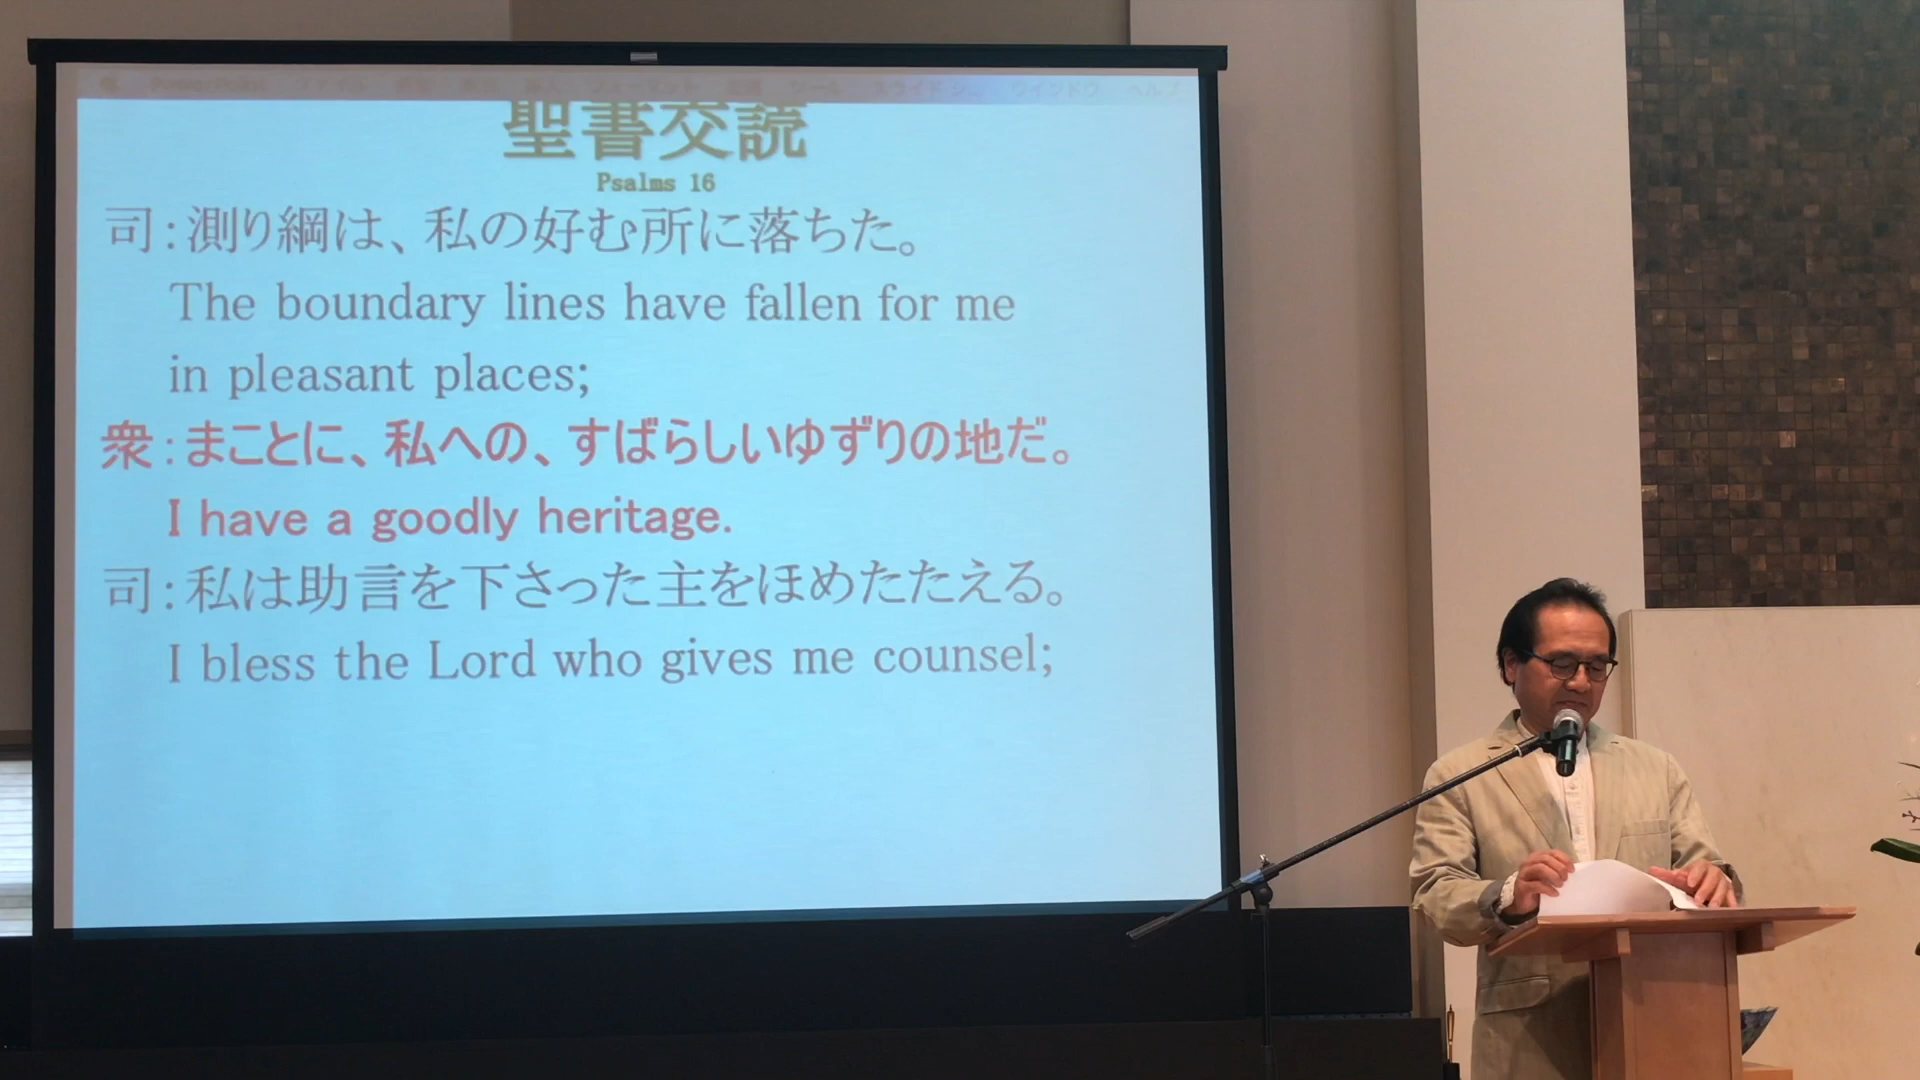 聖書交読
Psalms 16
司:測り綱は、私の好む所に落ちた。
The boundary lines have fallen for me
in pleasant places;
衆:まことに、私への、すばらしいゆずりの地だ。
I have a goodly heritage.
司:私は助言を下さった主をほめたたえる。
I bless the Lord who gives me counsel;